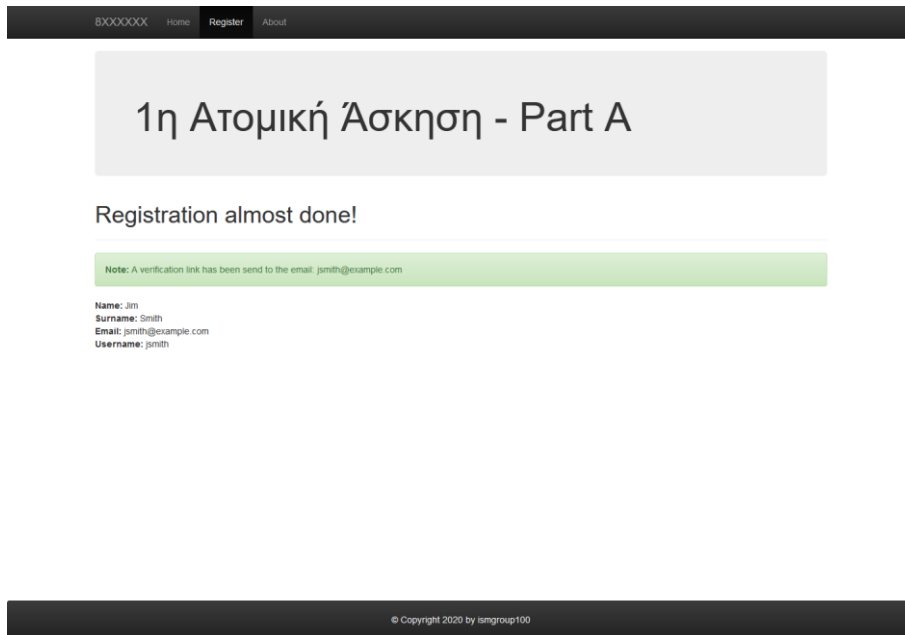 8XXXXXX Home Register About
1η Ατομική Άσκηση - Part A
Registration almost done!
Note: A verification link has been send to the email: jsmith@example.com
Name: Jim
Surname: Smith
Email: jsmith@example.com
Username: jsmith
© Copyright 2020 by ismgroup100